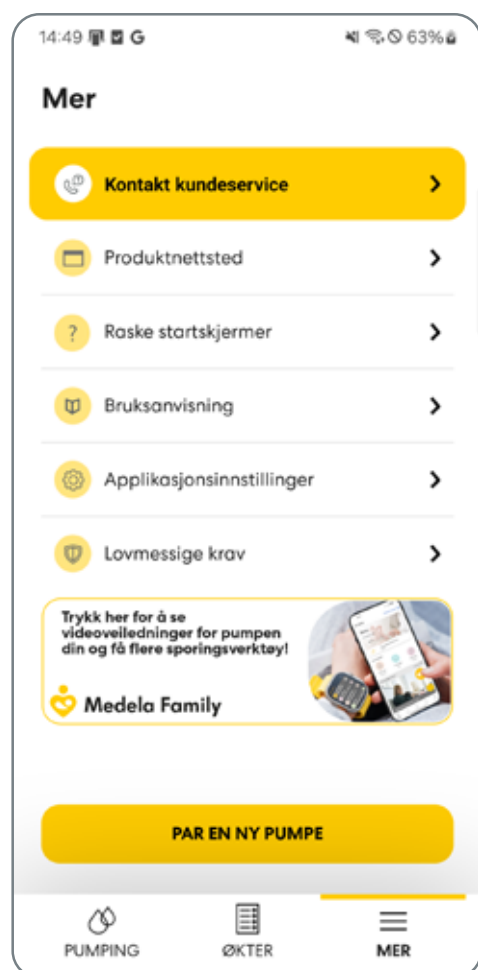 14:49 G 63%
Mer
Kontakt kundeservice
Produktnettsted
? Raske startskjermer
Bruksanvisning
Applikasjonsinnstillinger
Lovmessige krav
Trykk her for å se
videoveiledninger for pumpen
din og få flere sporingsverktøy!
Medela Family
PAR EN NY PUMPE
PUMPING ØKTER MER